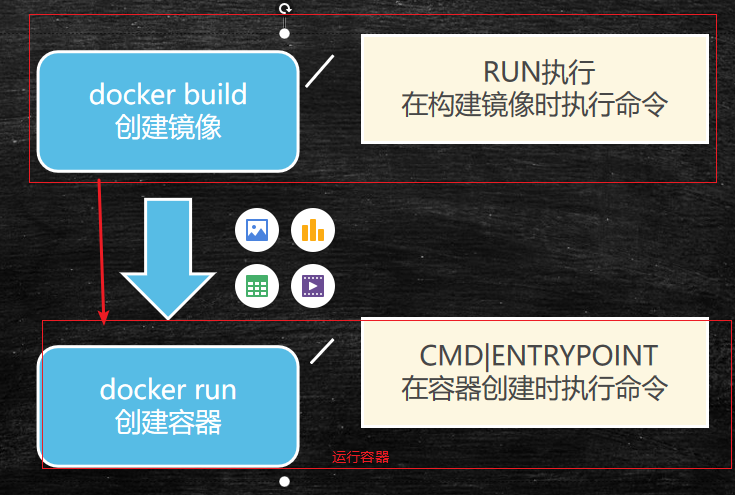 docker build
创建镜像
RUN执行
在构建镜像时执行命令
docker run
创建容器
CMD|ENTRYPOINT
在容器创建时执行命令
运行容器